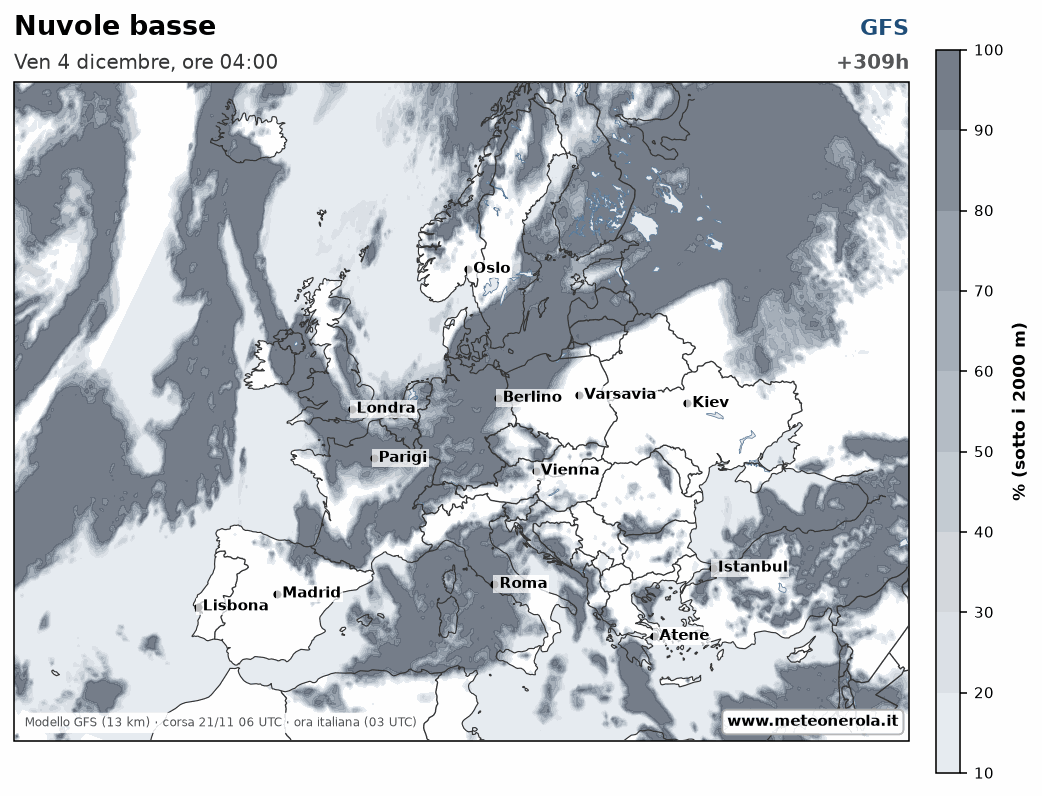 Nuvole basse
GFS
Ven 4 dicembre, ore 04:00
+309h
100
90
80
70
60
50
40
30
20
10
% (sotto i 2000 m)
Oslo
Berlino
Varsavia
Kiev
Londra
Parigi
Vienna
Istanbul
Roma
Madrid
Lisbona
Atene
Modello GFS (13 km) · corsa 21/11 06 UTC · ora italiana (03 UTC)
www.meteonerola.it